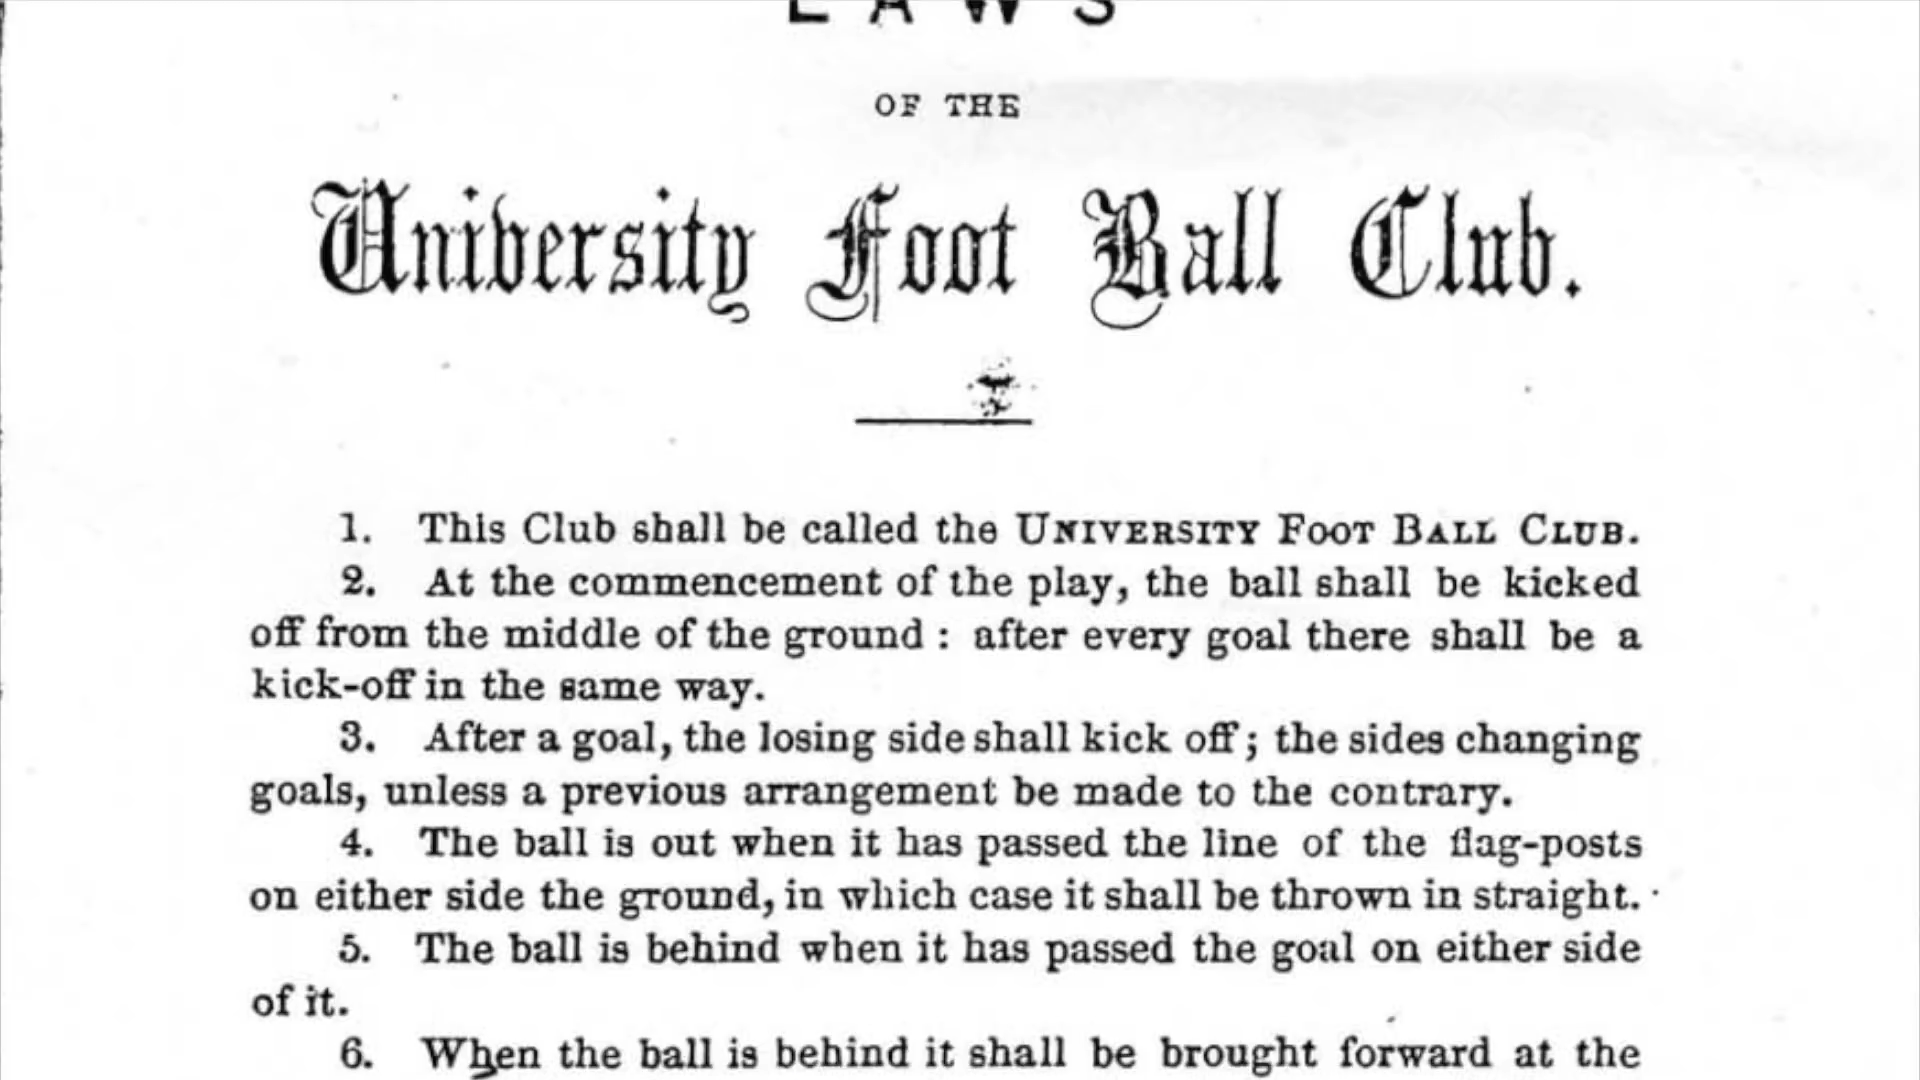 LAWS
OF THE
University Foot Ball Club.
1. This Club shall be called the UNIVERSITY FOOT BALL CLUB.
2. At the commencement of the play, the ball shall be kicked
off from the middle of the ground : after every goal there shall be a
kick-off in the same way.
3. After a goal, the losing side shall kick off; the sides changing
goals, unless a previous arrangement be made to the contrary.
4. The ball is out when it has passed the line of the flag-posts
on either side the ground, in which case it shall be thrown in straight.
5. The ball is behind when it has passed the goal on either side
of it.
6. When the ball is behind it shall be brought forward at the